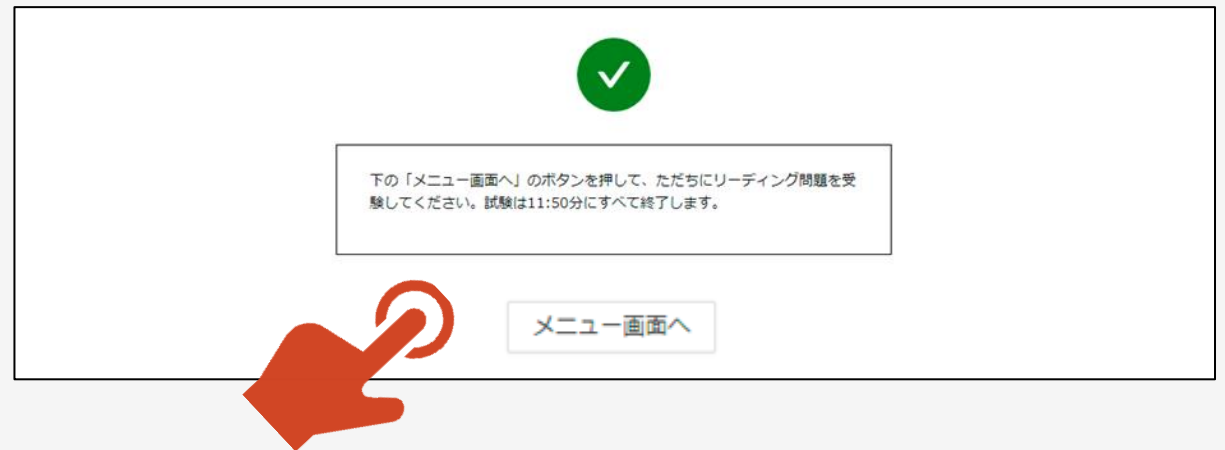 下の「メニュー画面へ」のボタンを押して、ただちにリーディング問題を受
験してください。試験は11:50分にすべて終了します。
メニュー画面へ